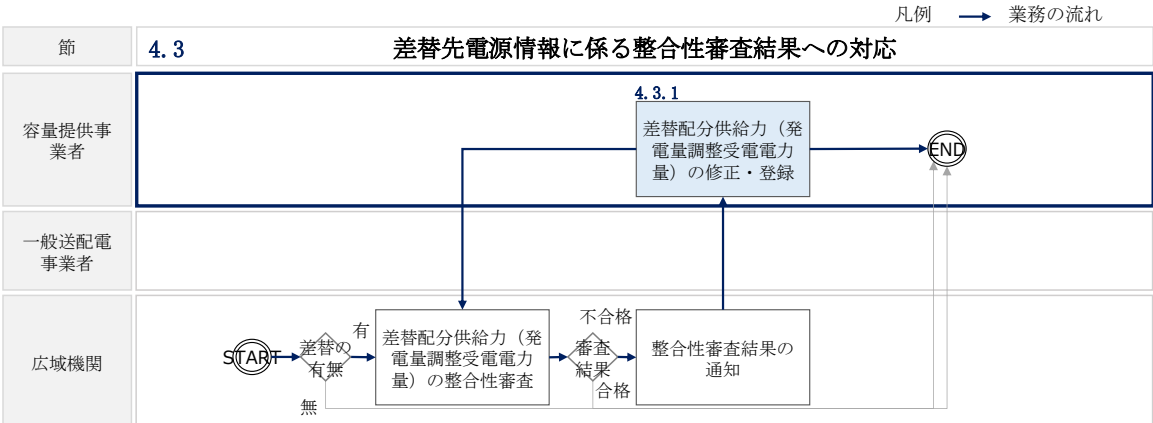 凡例 業務の流れ
節
4.3 差替先電源情報に係る整合性審査結果への対応
容量提供事
業者
4.3.1
差替配分供給力（発
電量調整受電電力
量）の修正・登録
END
一般送配電
事業者
広域機関
START
差替の
有無
有
無
差替配分供給力（発
電量調整受電電力
量）の整合性審査
審査
結果
不合格
合格
整合性審査結果の
通知